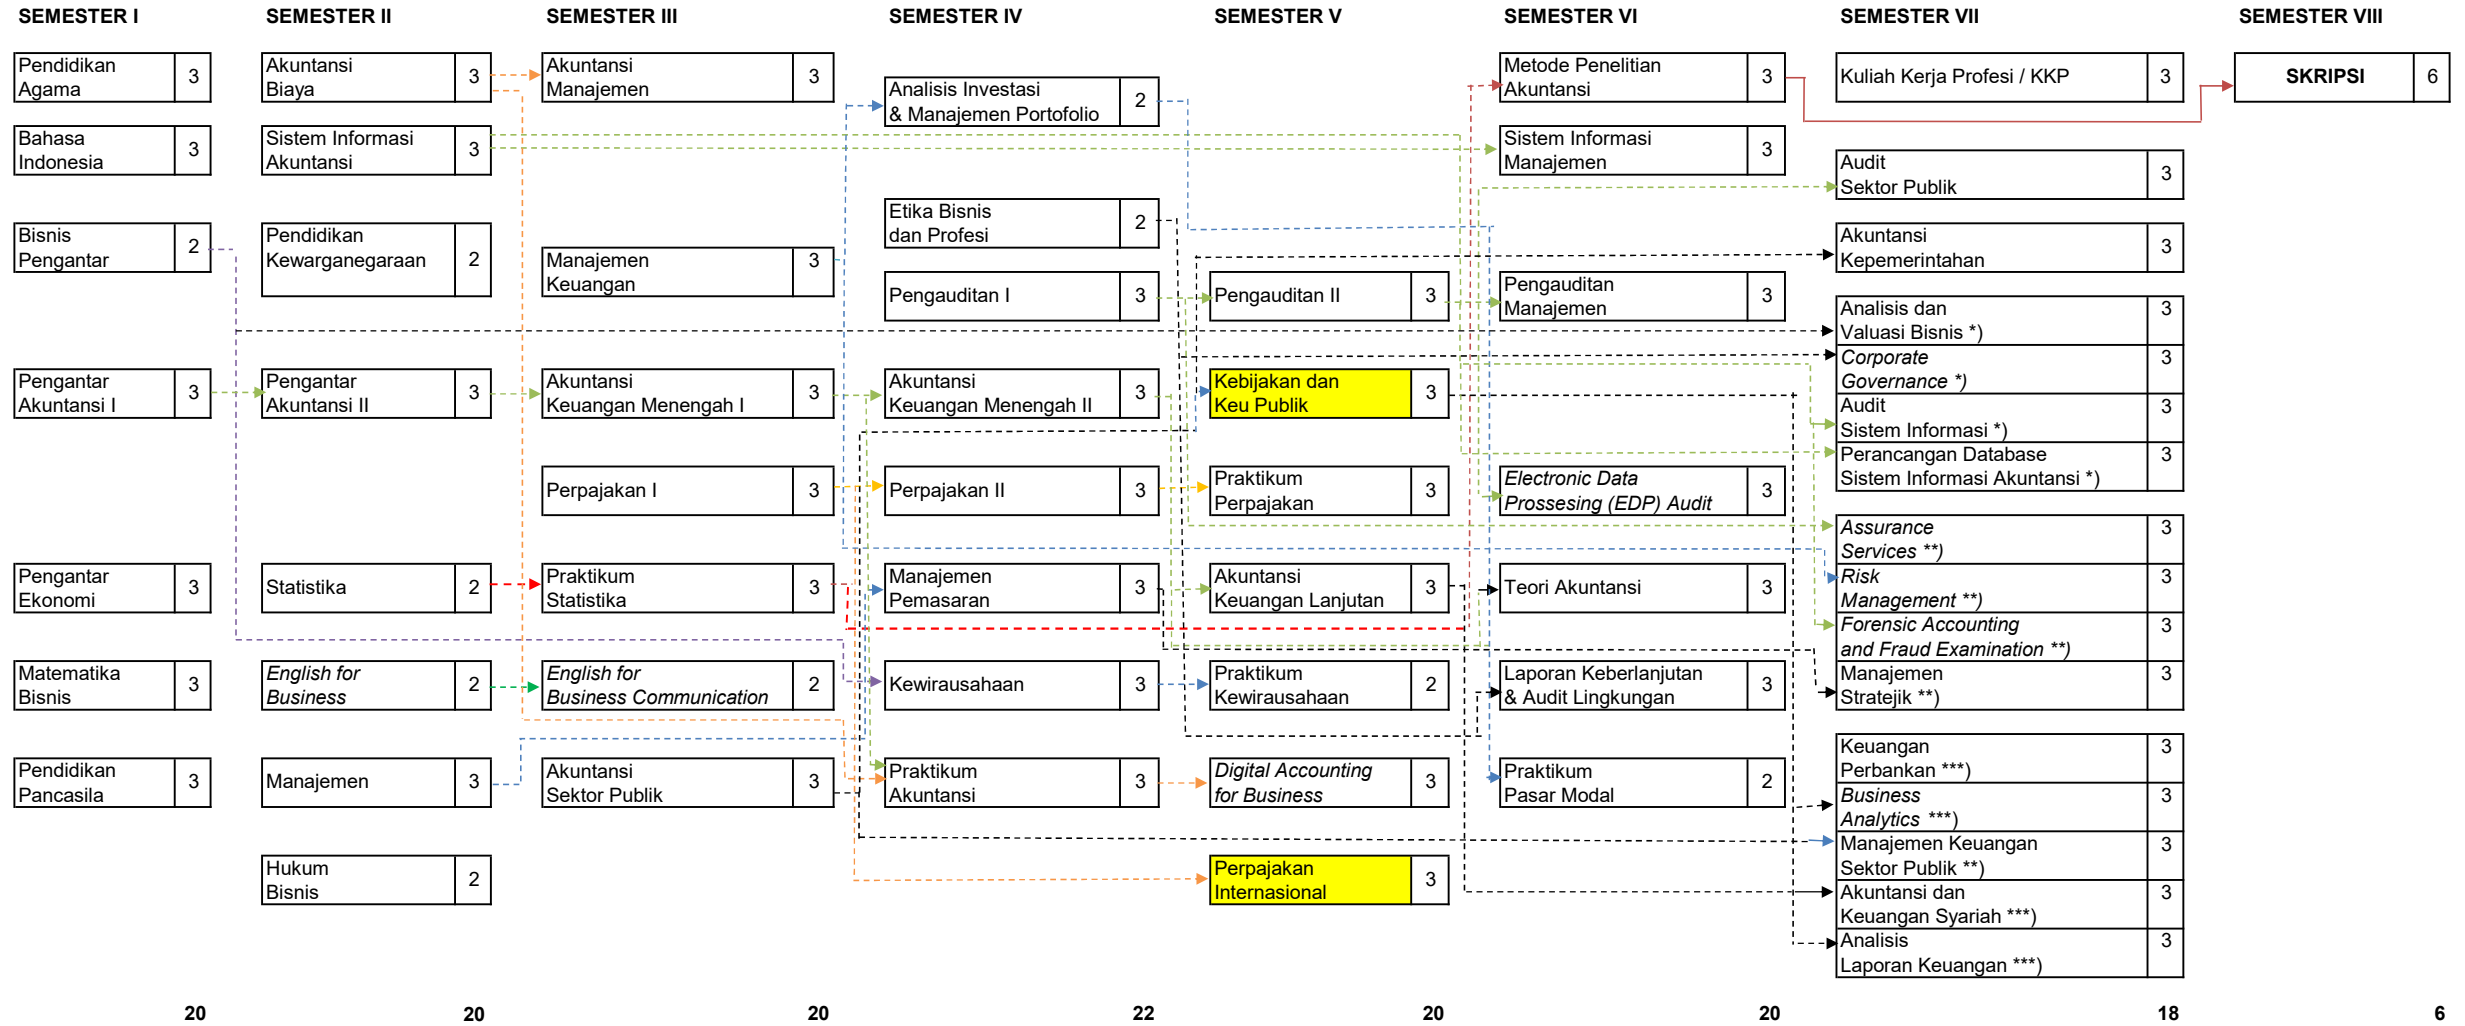 SEMESTER I
SEMESTER II
SEMESTER III
SEMESTER IV
SEMESTER V
SEMESTER VI
SEMESTER VII
SEMESTER VIII
Pendidikan
Agama
3
Bahasa
Indonesia
3
Bisnis
Pengantar
2
Pengantar
Akuntansi I
3
Pengantar
Ekonomi
3
Matematika
Bisnis
3
Pendidikan
Pancasila
3
20
Akuntansi
Biaya
3
Sistem Informasi
Akuntansi
3
Pendidikan
Kewarganegaraan
2
Pengantar
Akuntansi II
3
Statistika
2
English for
Business
2
Manajemen
3
Hukum
Bisnis
2
20
Akuntansi
Manajemen
3
Manajemen
Keuangan
3
Akuntansi
Keuangan Menengah I
3
Perpajakan I
3
Praktikum
Statistika
3
English for
Business Communication
2
Akuntansi
Sektor Publik
3
20
Analisis Investasi
& Manajemen Portofolio
2
Etika Bisnis
dan Profesi
2
Pengauditan I
3
Akuntansi
Keuangan Menengah II
3
Perpajakan II
3
Manajemen
Pemasaran
3
Kewirausahaan
3
Praktikum
Akuntansi
3
22
Pengauditan II
3
Kebijakan dan
Keu Publik
3
Praktikum
Perpajakan
3
Akuntansi
Keuangan Lanjutan
3
Praktikum
Kewirausahaan
2
Digital Accounting
for Business
3
Perpajakan
Internasional
3
20
Metode Penelitian
Akuntansi
3
Sistem Informasi
Manajemen
3
Pengauditan
Manajemen
3
Electronic Data
Prossesing (EDP) Audit
3
Teori Akuntansi
3
Laporan Keberlanjutan
& Audit Lingkungan
3
Praktikum
Pasar Modal
2
20
Kuliah Kerja Profesi / KKP
3
Audit
Sektor Publik
3
Akuntansi
Kepemerintahan
3
Analisis dan
Valuasi Bisnis *)
3
Corporate
Governance *)
3
Audit
Sistem Informasi *)
3
Perancangan Database
Sistem Informasi Akuntansi *)
3
Assurance
Services **)
3
Risk
Management **)
3
Forensic Accounting
and Fraud Examination **)
3
Manajemen
Stratejik **)
3
Keuangan
Perbankan ***)
3
Business
Analytics ***)
3
Manajemen Keuangan
Sektor Publik **)
3
Akuntansi dan
Keuangan Syariah ***)
3
Analisis
Laporan Keuangan ***)
3
18
SKRIPSI
6
6